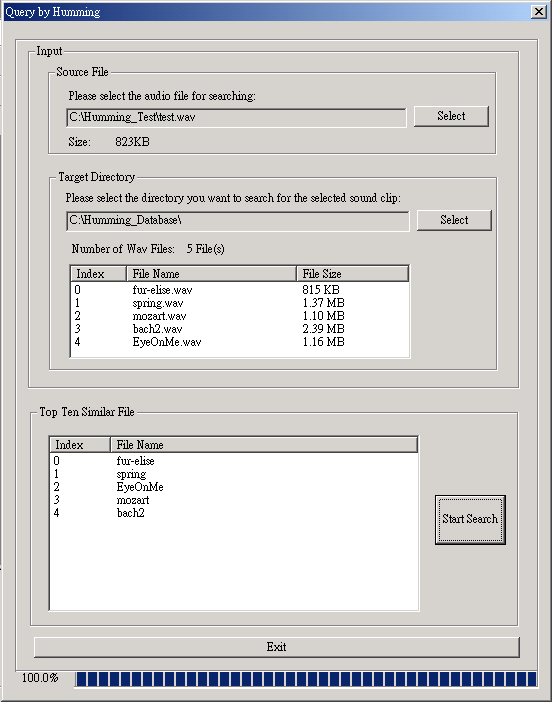 Query by Humming
Input
Source File
Please select the audio file for searching:
C:\Humming_Test\test.wav
Select
Size: 823KB
Target Directory
Please select the directory you want to search for the selected sound clip:
C:\Humming_Database\
Select
Number of Wav Files: 5 File(s)
Index File Name File Size
0 fur-elise.wav 815 KB
1 spring.wav 1.37 MB
2 mozart.wav 1.10 MB
3 bach2.wav 2.39 MB
4 EyeOnMe.wav 1.16 MB
Top Ten Similar File
Index File Name
0 fur-elise
1 spring
2 EyeOnMe
3 mozart
4 bach2
Start Search
Exit
100.0%